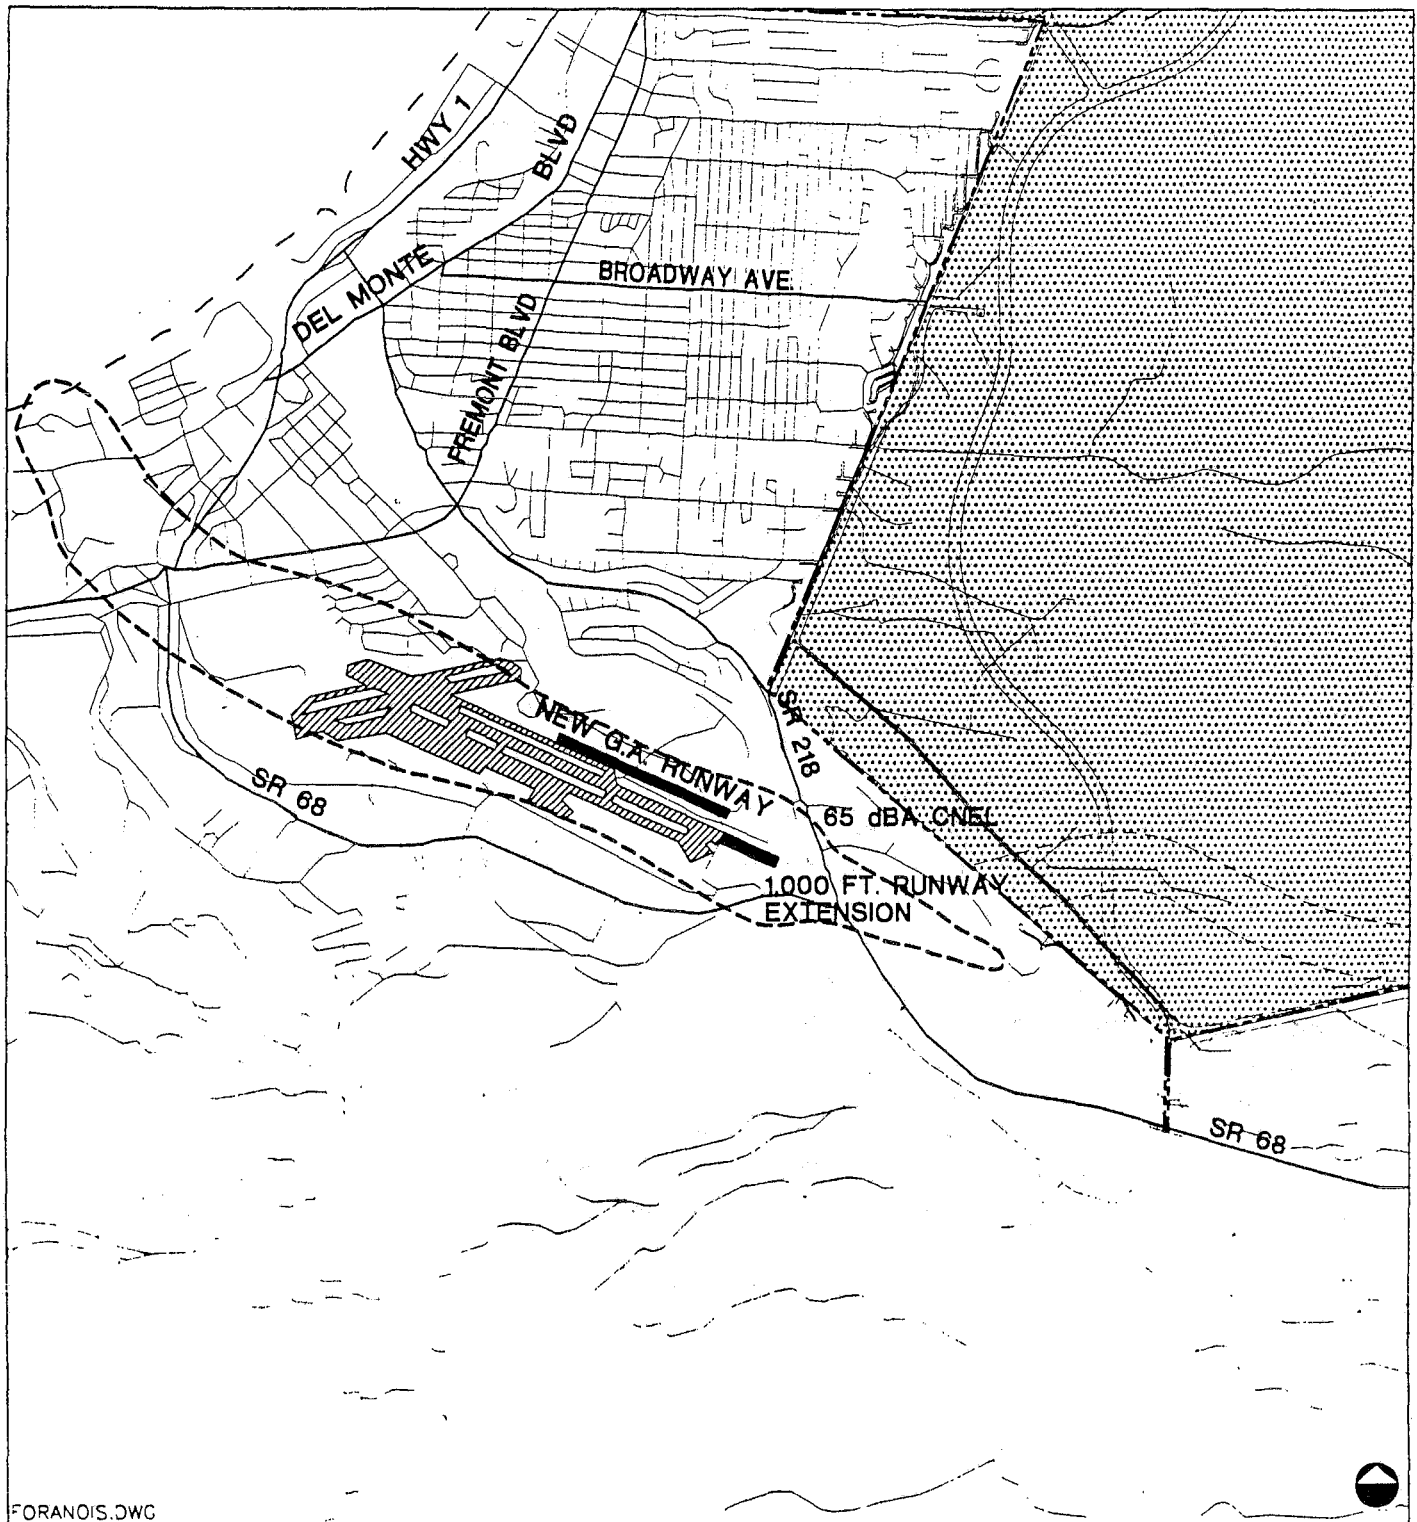 HWY 1
BLVD
DEL MONTE
BROADWAY AVE.
FREMONT BLVD
SR 218
NEW G.A. RUNWAY
SR 68
65 dBA CNEL
1,000 FT. RUNWAY
EXTENSION
SR 68
FORANOIS.DWG